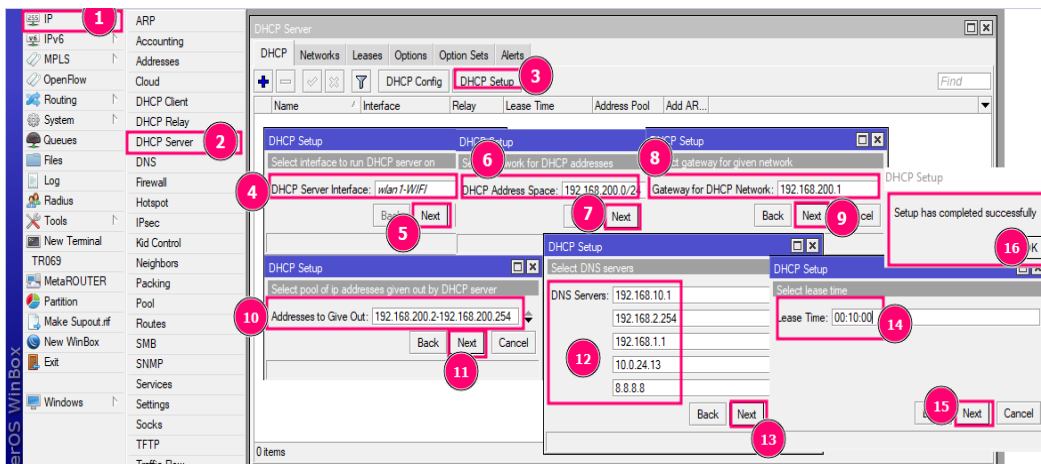 IP
IPv6
MPLS
OpenFlow
Routing
System
Queues
Files
Log
Radius
Tools
New Terminal
TR069
MetaROUTER
Partition
Make Supout.rif
New WinBox
Exit
Windows
WinBox
1
ARP
Accounting
Addresses
Cloud
DHCP Client
DHCP Relay
DHCP Server
2
DNS
Firewall
Hotspot
IPsec
Kid Control
Neighbors
Packing
Pool
Routes
SMB
SNMP
Services
Settings
Socks
TFTP
DHCP Server
DHCP Networks Leases Options Option Sets Alerts
DHCP Config DHCP Setup 3 Find
Name Interface Relay Lease Time Address Pool Add AR...
DHCP Setup
Select interface to run DHCP server on
4 DHCP Server Interface: wlan1-WIFI
Next
5
6
DHCP Address Space: 192.168.200.0/24
7 Next
8 DHCP Setup
gateway for given network
Gateway for DHCP Network: 192.168.200.1
Back Next 9
DHCP Setup
Select pool of ip addresses given out by DHCP server
10 Addresses to Give Out: 192.168.200.2-192.168.200.254
Back Next Cancel
11
DHCP Setup
Select DNS servers
DNS Servers: 192.168.10.1
192.168.2.254
192.168.1.1
10.0.24.13
8.8.8.8
12
Back Next
13
DHCP Setup
Select lease time
Lease Time: 00:10:00
14
15 Next Cancel
DHCP Setup
Setup has completed successfully
16
0 items